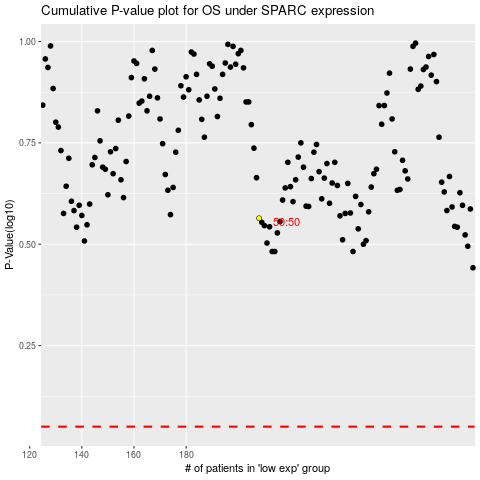 Cumulative P-value plot for OS under SPARC expression
1.00
0.75
0.50
0.25
P-Value(log10)
50:50
120 140 160 180
# of patients in 'low exp' group